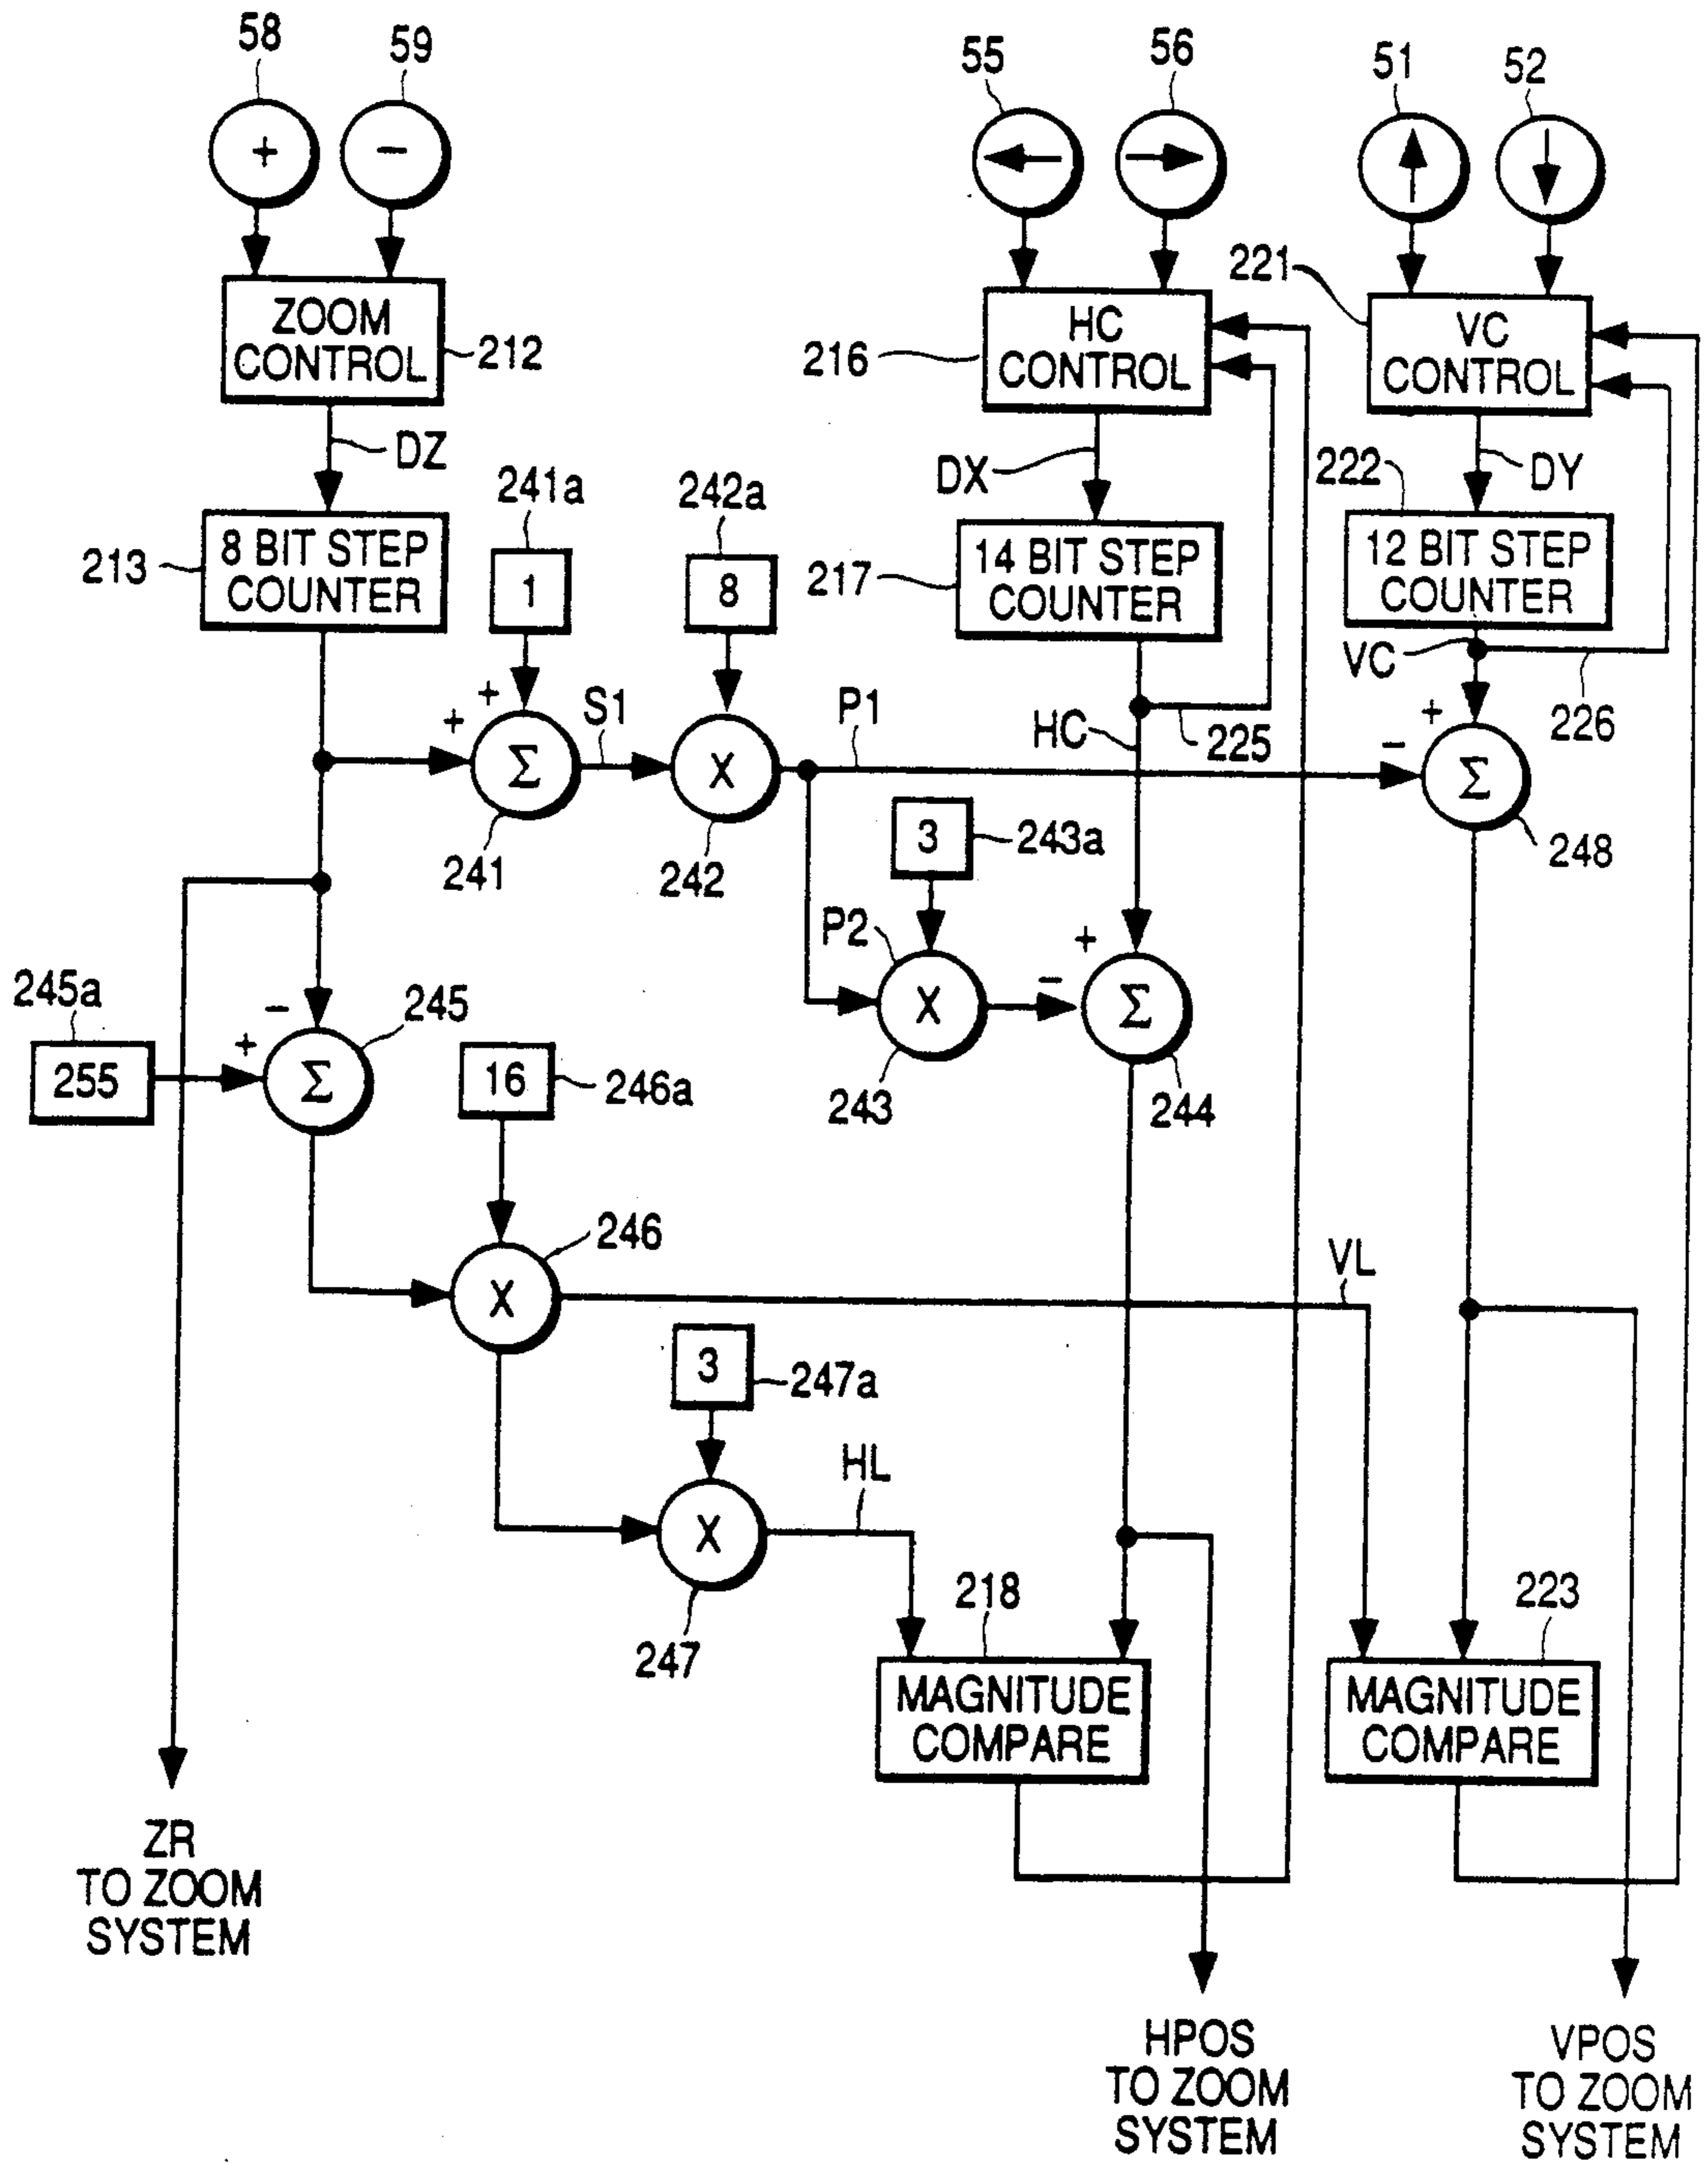 58
59
55
56
51
52
+
−
←
→
↑
↓
ZOOM
CONTROL
212
HC
CONTROL
216
221
VC
CONTROL
DZ
DX
DY
241a
242a
222
8 BIT STEP
COUNTER
213
1
8
14 BIT STEP
COUNTER
217
12 BIT STEP
COUNTER
VC
226
HC
225
+
+
S1
P1
−
+
Σ
X
Σ
241
242
248
3
243a
P2
X
−
+
Σ
243
244
245a
255
+
−
Σ
245
16
246a
246
X
VL
3
247a
HL
X
247
218
MAGNITUDE
COMPARE
223
MAGNITUDE
COMPARE
ZR
TO ZOOM
SYSTEM
HPOS
TO ZOOM
SYSTEM
VPOS
TO ZOOM
SYSTEM